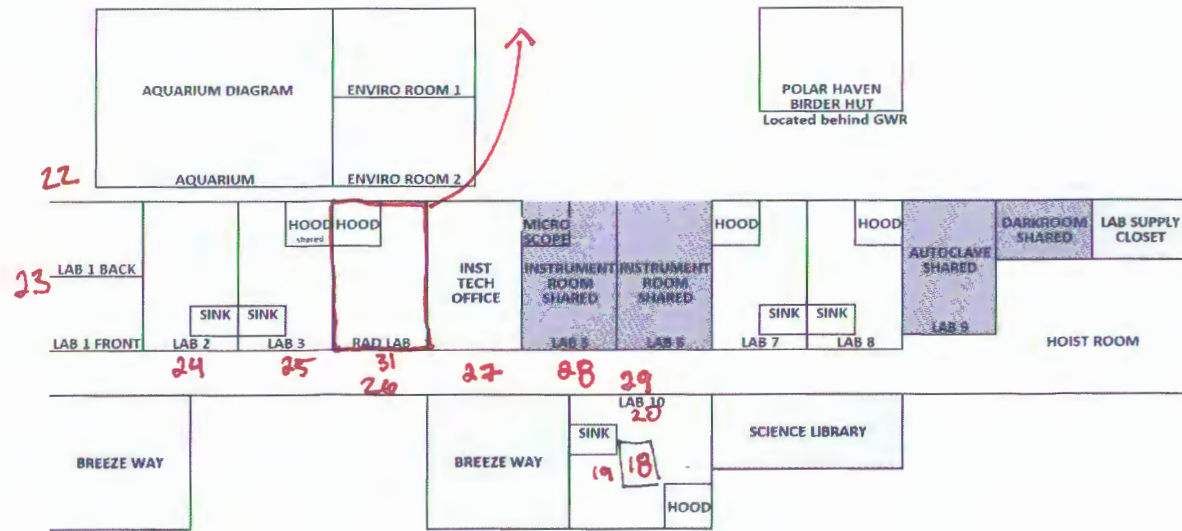 AQUARIUM DIAGRAM
ENVIRO ROOM 1
POLAR HAVEN
BIRDER HUT
Located behind GWR
22
AQUARIUM
ENVIRO ROOM 2
HOOD
shared
HOOD
MICRO
SCOPE
HOOD
HOOD
DARKROOM
SHARED
LAB SUPPLY
CLOSET
23
LAB 1 BACK
INST
TECH
OFFICE
INSTRUMENT
ROOM
SHARED
INSTRUMENT
ROOM
SHARED
AUTOCLAVE
SHARED
SINK
SINK
SINK
SINK
LAB 9
LAB 1 FRONT
LAB 2
LAB 3
RAD LAB
LAB 5
LAB 6
LAB 7
LAB 8
HOIST ROOM
24
25
31
26
27
28
29
LAB 10
20
BREEZE WAY
BREEZE WAY
SINK
19
18
HOOD
SCIENCE LIBRARY